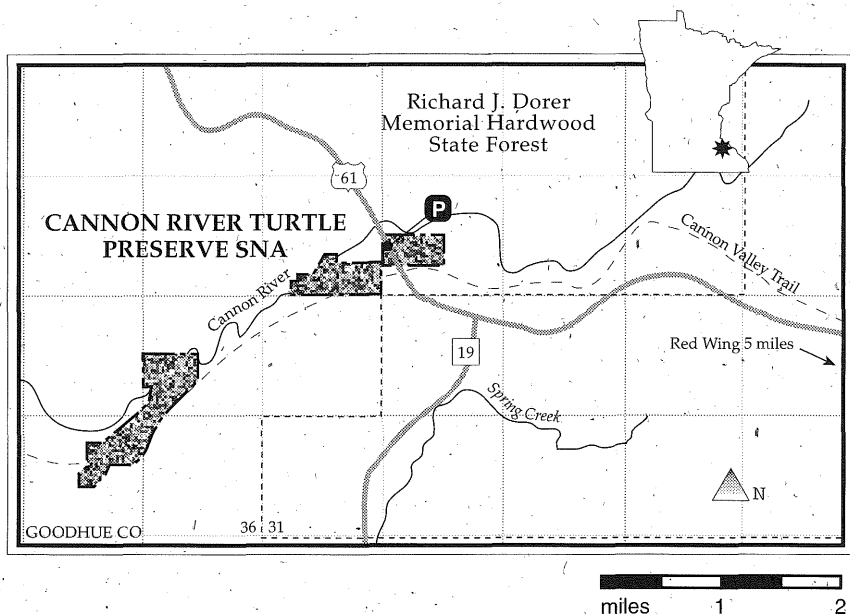 Richard J. Dorer
Memorial Hardwood
State Forest
61
P
CANNON RIVER TURTLE
PRESERVE SNA
Cannon Valley Trail
Cannon River
Red Wing 5 miles
19
Spring Creek
N
GOODHUE CO
36 31
miles 1 2